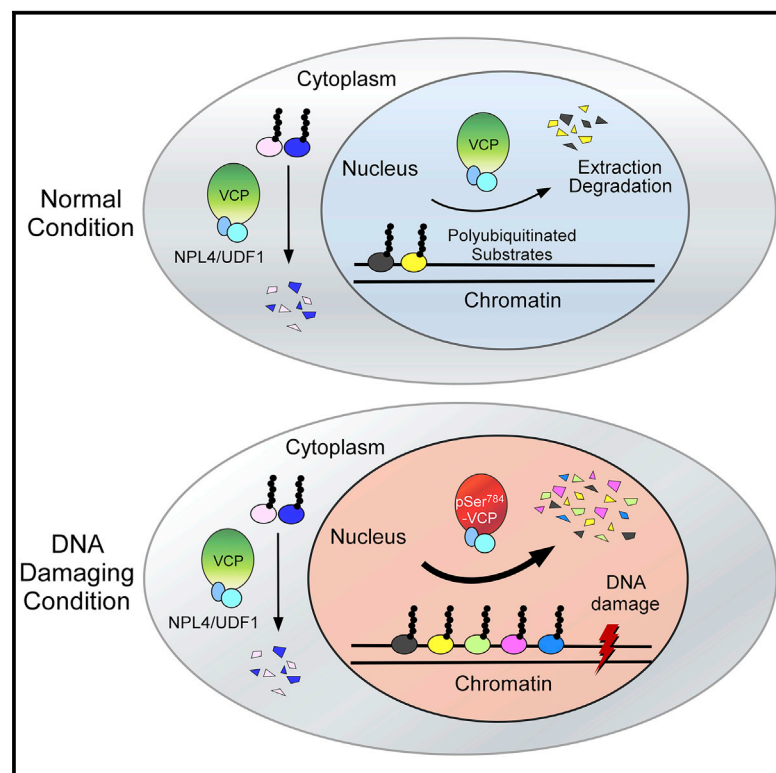 Normal
Condition
Cytoplasm
VCP
NPL4/UDF1
Nucleus
VCP
Extraction
Degradation
Polyubiquitinated
Substrates
Chromatin
DNA
Damaging
Condition
Cytoplasm
VCP
NPL4/UDF1
Nucleus
pSer⁷⁸⁴
-VCP
DNA
damage
Chromatin